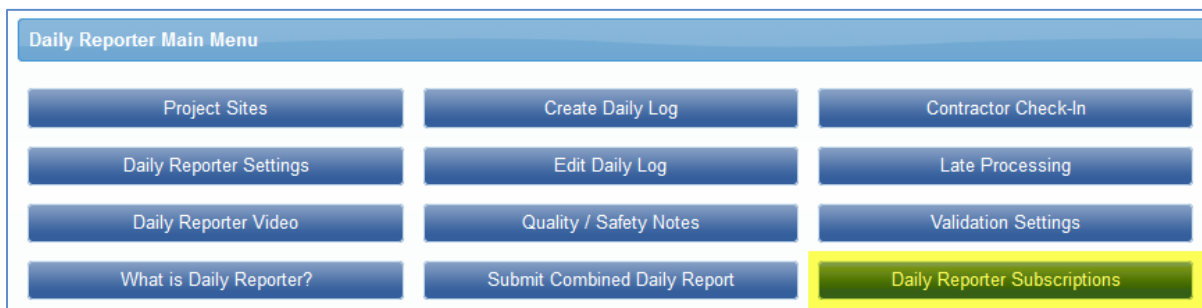 Daily Reporter Main Menu
Project Sites
Create Daily Log
Contractor Check-In
Daily Reporter Settings
Edit Daily Log
Late Processing
Daily Reporter Video
Quality / Safety Notes
Validation Settings
What is Daily Reporter?
Submit Combined Daily Report
Daily Reporter Subscriptions